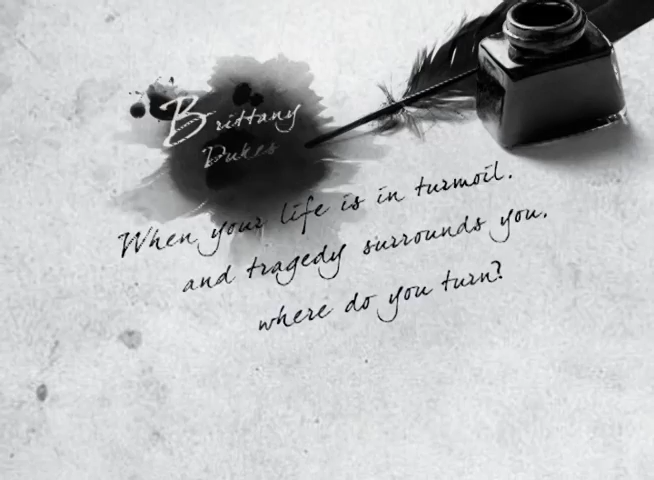 Brittany
Dukes
When your life is in turmoil.
and tragedy surrounds you.
where do you turn?